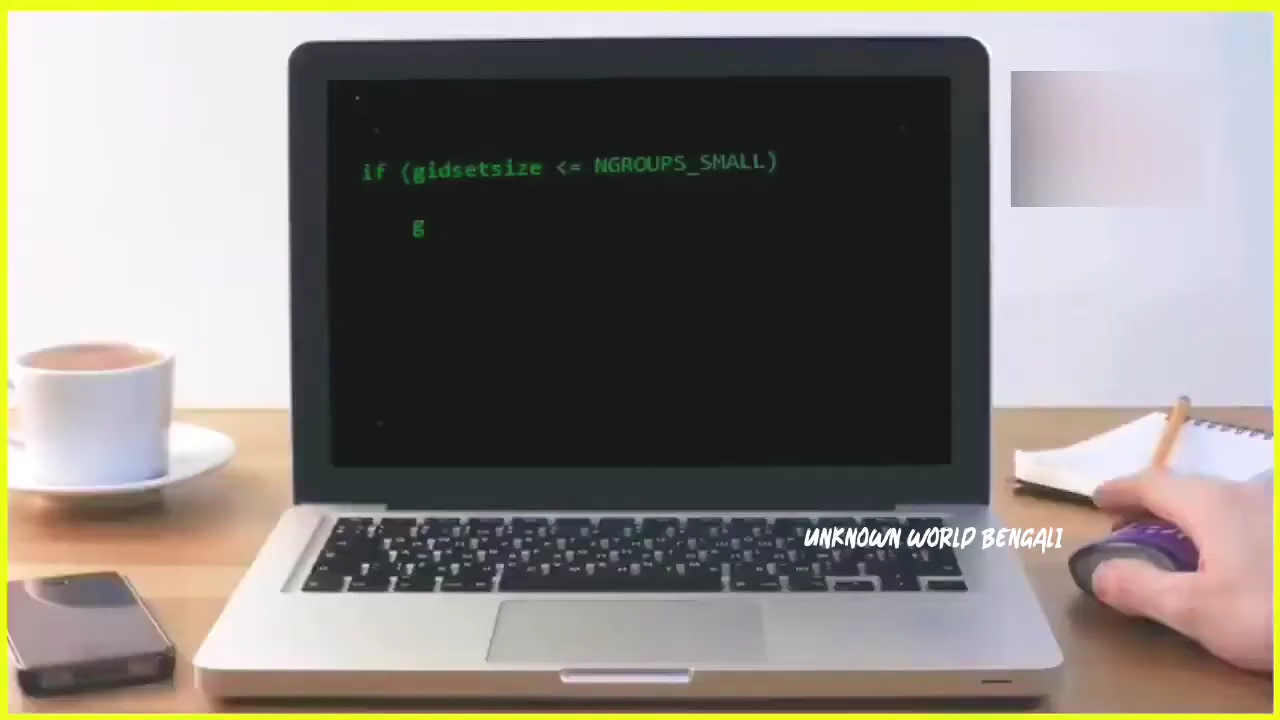 if (gidsetsize <= NGROUPS_SMALL)
g
UNKNOWN WORLD BENGALI